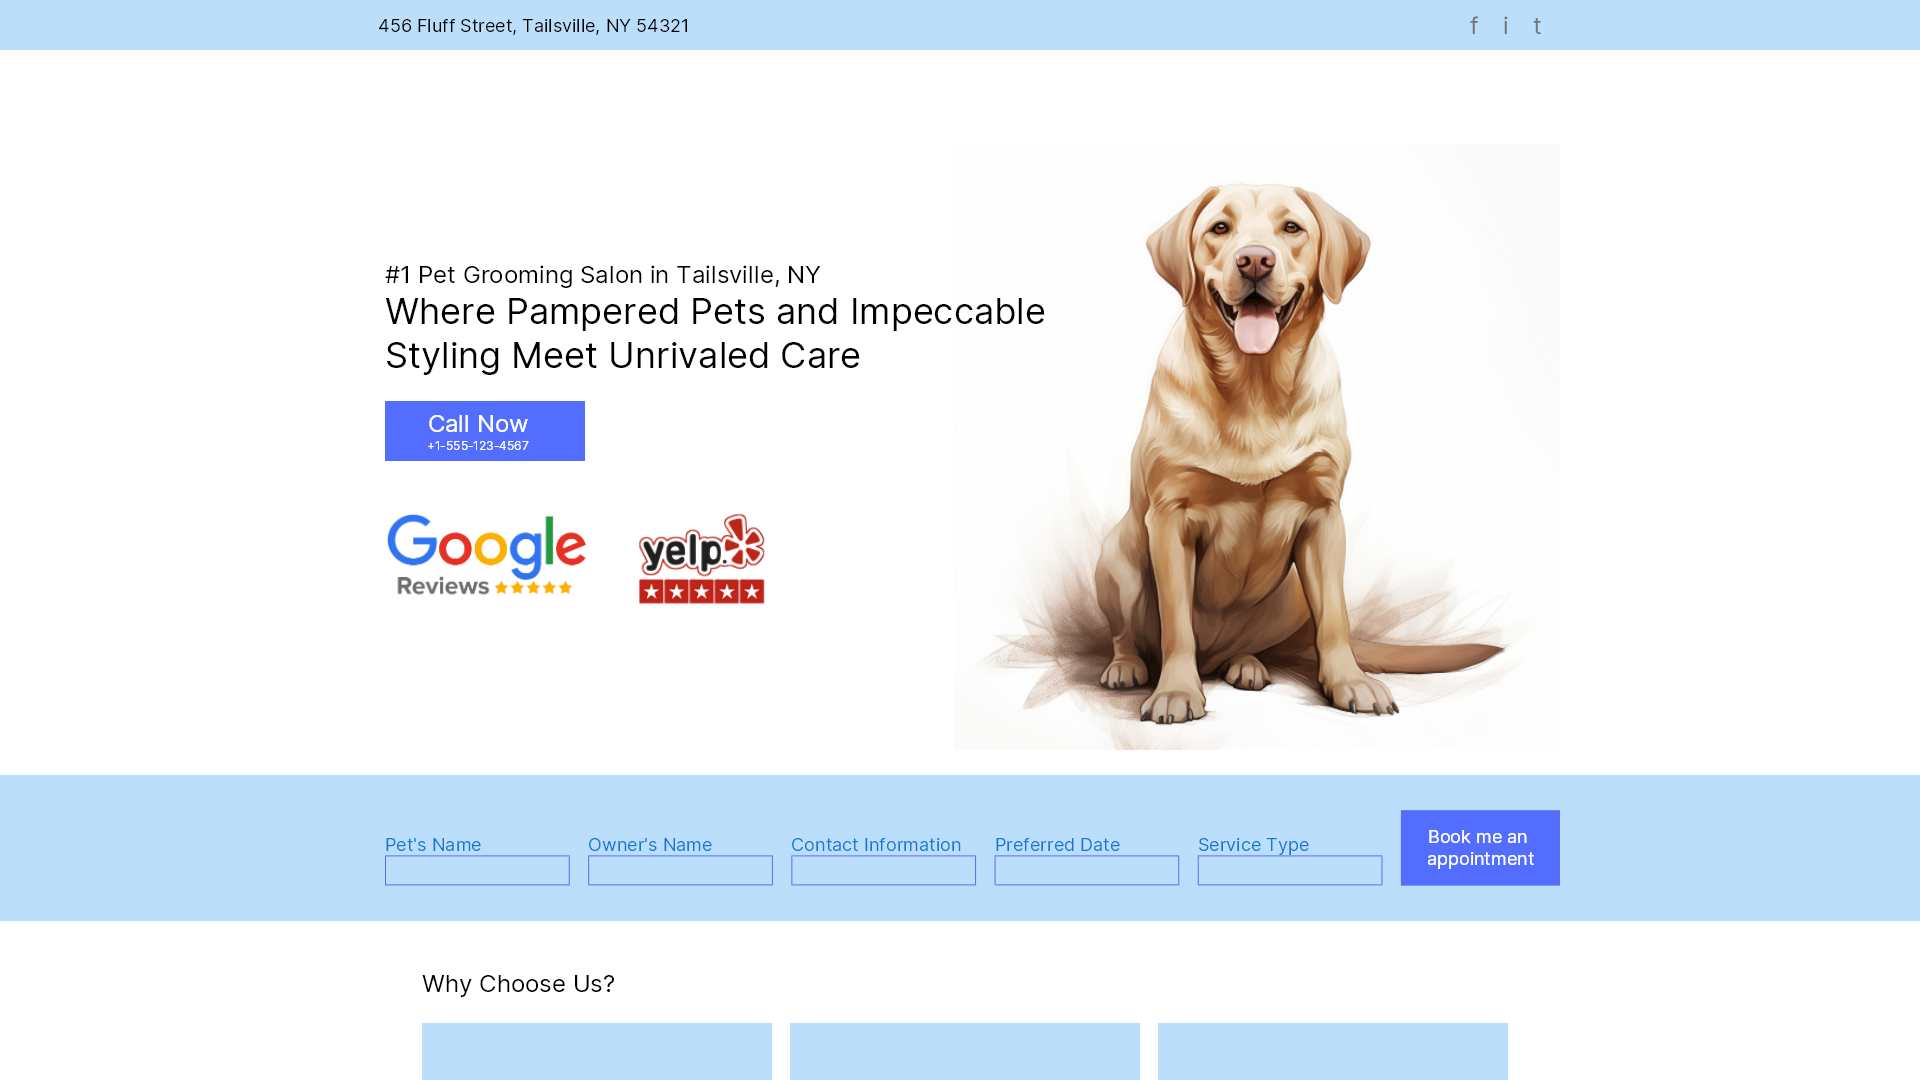 456 Fluff Street, Tailsville, NY 54321
f i t
#1 Pet Grooming Salon in Tailsville, NY
Where Pampered Pets and Impeccable
Styling Meet Unrivaled Care
Call Now
+1-555-123-4567
Google
Reviews
yelp
Pet's Name
Owner's Name
Contact Information
Preferred Date
Service Type
Book me an
appointment
Why Choose Us?